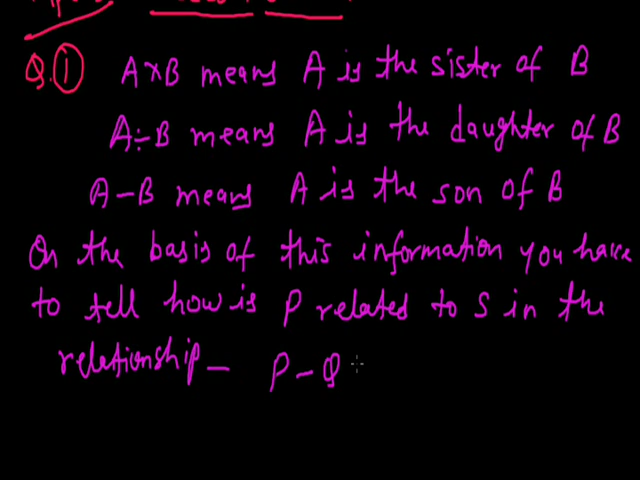 Q.1 A×B means A is the sister of B
A÷B means A is the daughter of B
A-B means A is the son of B
On the basis of this information you have
to tell how is P related to S in the
relationship - P-Q